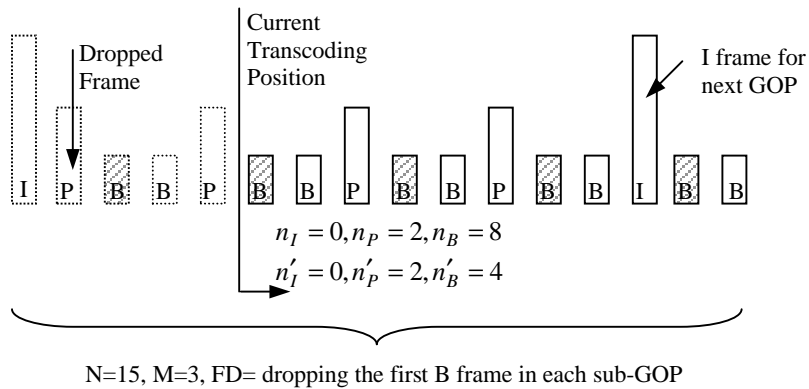 Current
Transcoding
Position
Dropped
Frame
I frame for
next GOP
I P B B P B B P B B P B B I B B
n_I = 0, n_P = 2, n_B = 8
n′_I = 0, n′_P = 2, n′_B = 4
N=15, M=3, FD= dropping the first B frame in each sub-GOP